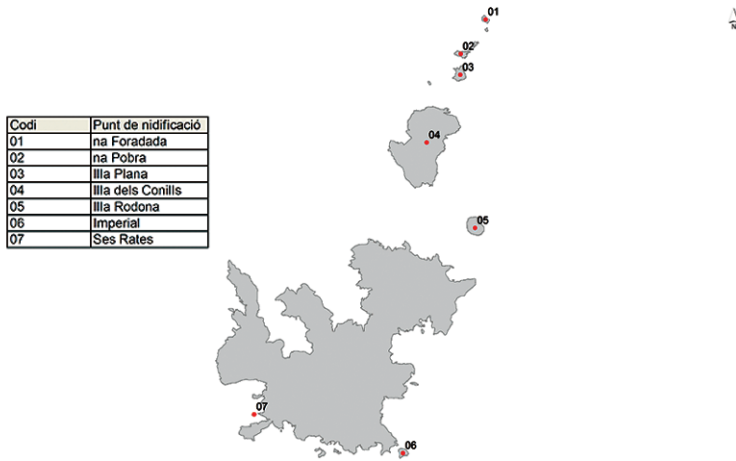 Codi Punt de nidificació
01 na Foradada
02 na Pobra
03 Illa Plana
04 Illa dels Conills
05 Illa Rodona
06 Imperial
07 Ses Rates
01
N
02
03
04
05
07
06